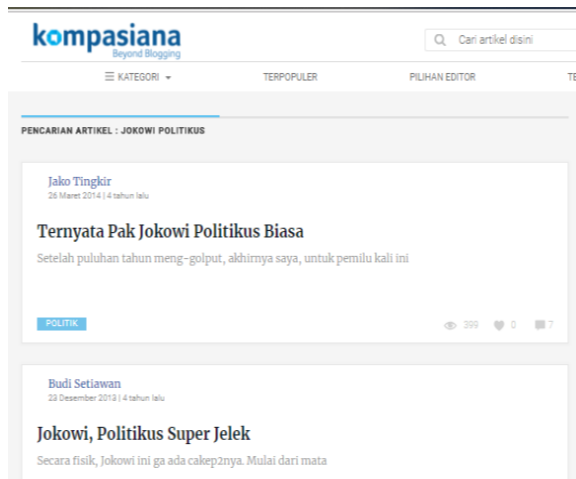 kompasiana
Beyond Blogging
Cari artikel disini
KATEGORI TERPOPULER PILIHAN EDITOR
PENCARIAN ARTIKEL : JOKOWI POLITIKUS
Jako Tingkir
26 Maret 2014 | 4 tahun lalu
Ternyata Pak Jokowi Politikus Biasa
Setelah puluhan tahun meng-golput, akhirnya saya, untuk pemilu kali ini
POLITIK 399 0 7
Budi Setiawan
23 Desember 2013 | 4 tahun lalu
Jokowi, Politikus Super Jelek
Secara fisik, Jokowi ini ga ada cakep2nya. Mulai dari mata